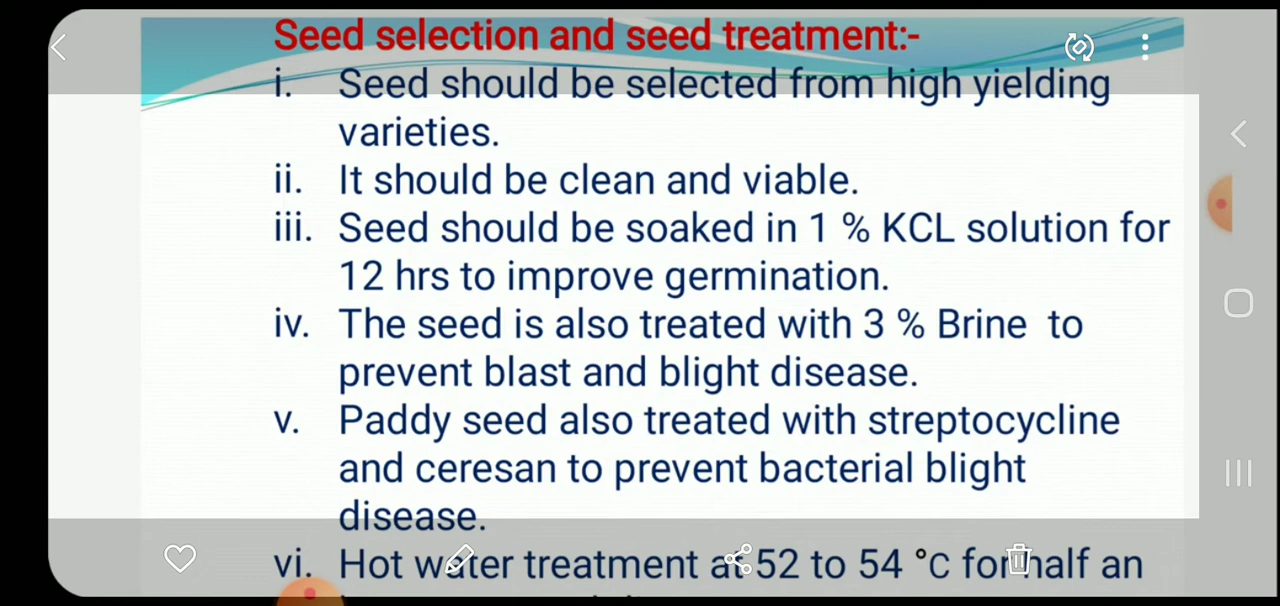 Seed selection and seed treatment:-
i. Seed should be selected from high yielding
varieties.
ii. It should be clean and viable.
iii. Seed should be soaked in 1 % KCL solution for
12 hrs to improve germination.
iv. The seed is also treated with 3 % Brine to
prevent blast and blight disease.
v. Paddy seed also treated with streptocycline
and ceresan to prevent bacterial blight
disease.
vi. Hot water treatment at 52 to 54 °C for half an